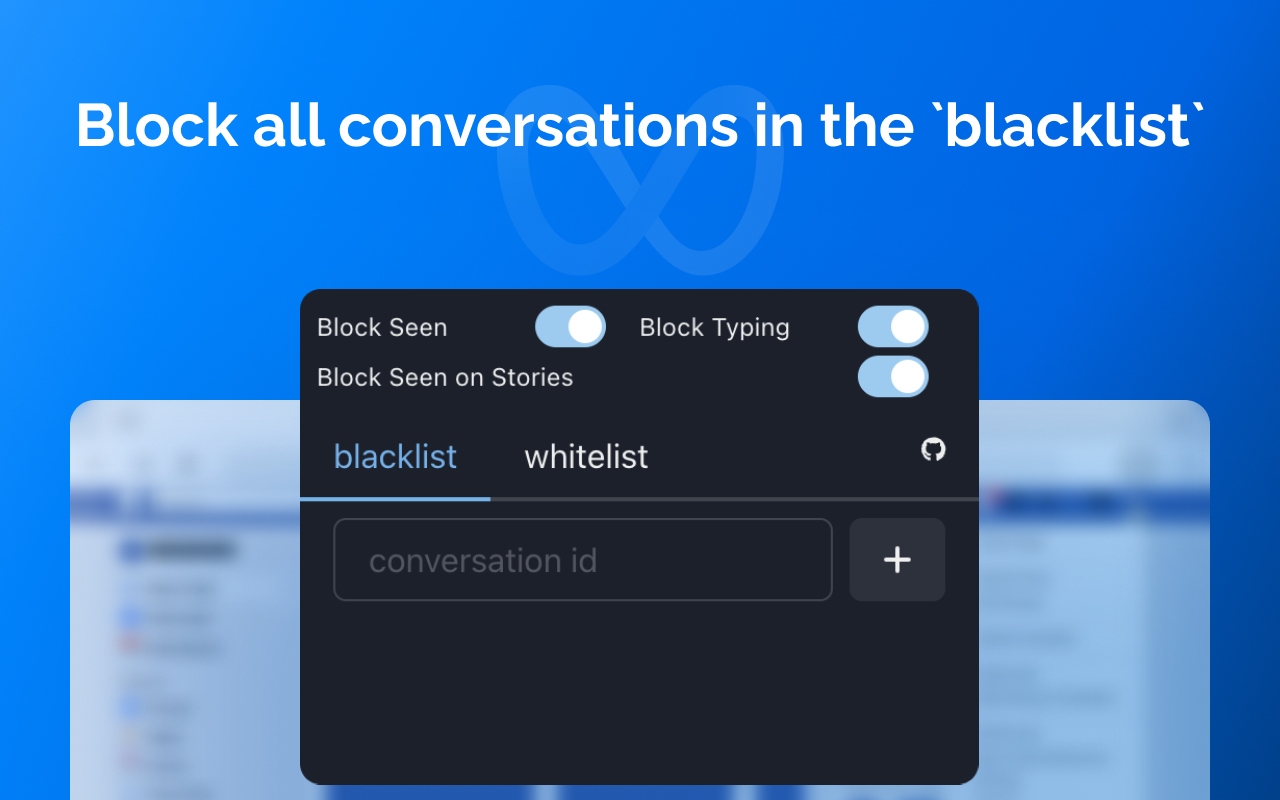 Block all conversations in the `blacklist`
Block Seen
Block Typing
Block Seen on Stories
blacklist
whitelist
conversation id
+